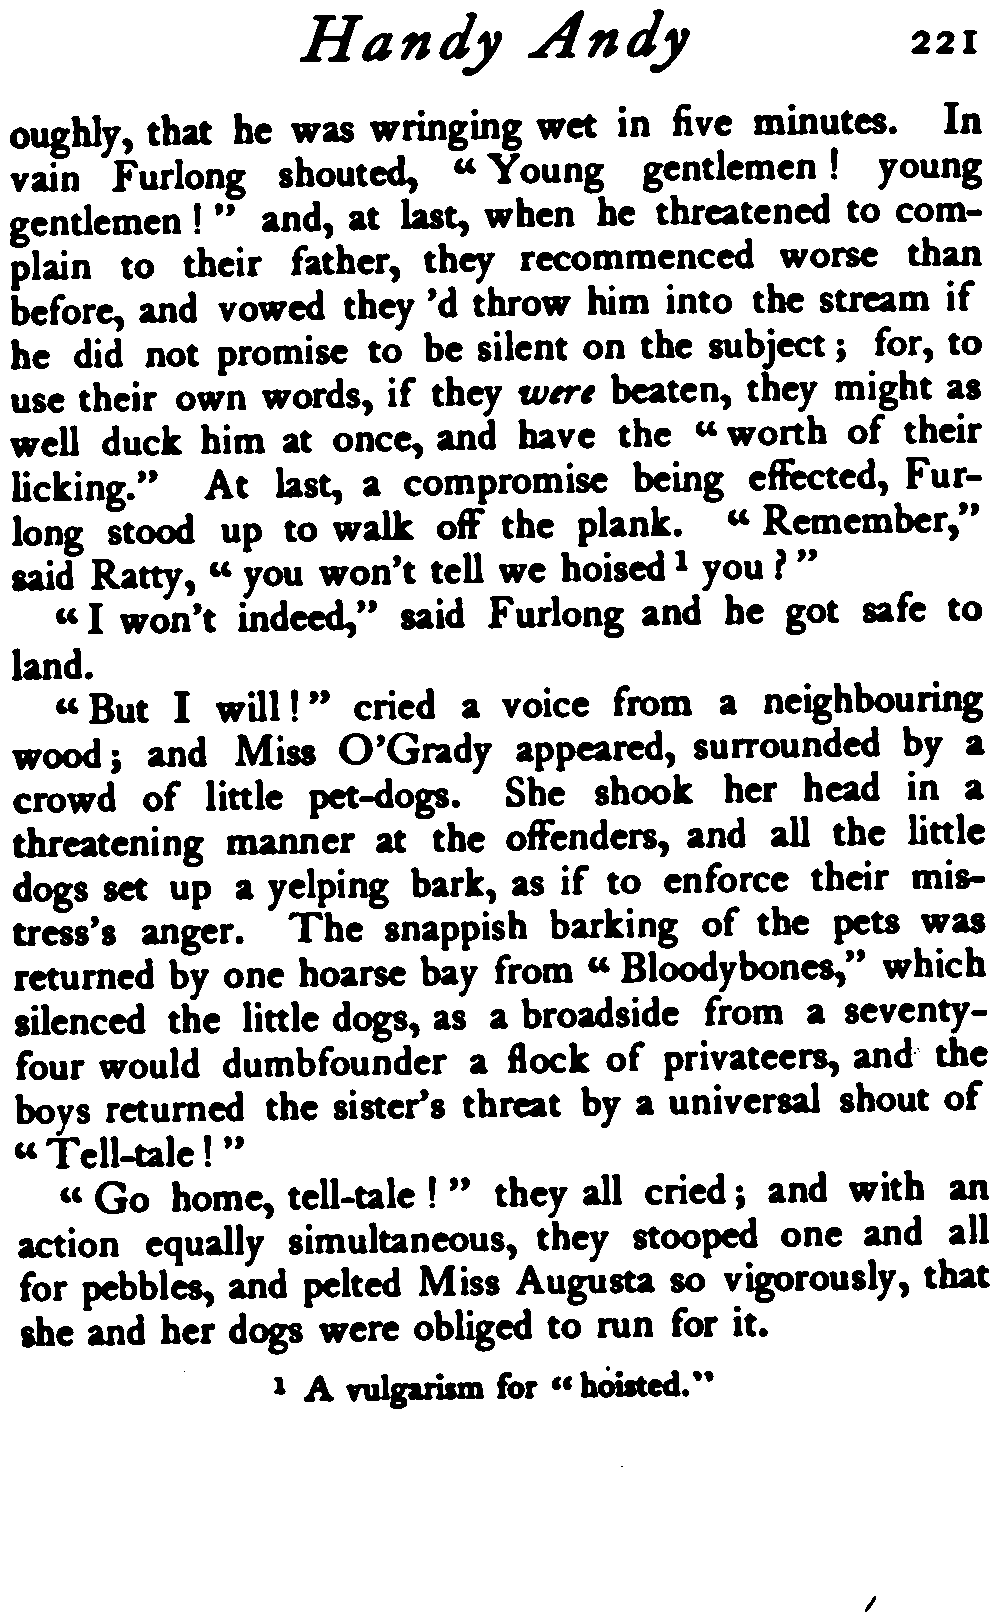 Handy Andy 221
oughly, that he was wringing wet in five minutes. In
vain Furlong shouted, “Young gentlemen! young
gentlemen!” and, at last, when he threatened to com-
plain to their father, they recommenced worse than
before, and vowed they ’d throw him into the stream if
he did not promise to be silent on the subject; for, to
use their own words, if they were beaten, they might as
well duck him at once, and have the “worth of their
licking.” At last, a compromise being effected, Fur-
long stood up to walk off the plank. “Remember,”
said Ratty, “you won’t tell we hoised¹ you?”
“I won’t indeed,” said Furlong and he got safe to
land.
“But I will!” cried a voice from a neighbouring
wood; and Miss O’Grady appeared, surrounded by a
crowd of little pet-dogs. She shook her head in a
threatening manner at the offenders, and all the little
dogs set up a yelping bark, as if to enforce their mis-
tress’s anger. The snappish barking of the pets was
returned by one hoarse bay from “Bloodybones,” which
silenced the little dogs, as a broadside from a seventy-
four would dumbfounder a flock of privateers, and the
boys returned the sister’s threat by a universal shout of
“Tell-tale!”
“Go home, tell-tale!” they all cried; and with an
action equally simultaneous, they stooped one and all
for pebbles, and pelted Miss Augusta so vigorously, that
she and her dogs were obliged to run for it.
¹ A vulgarism for “hoisted.”